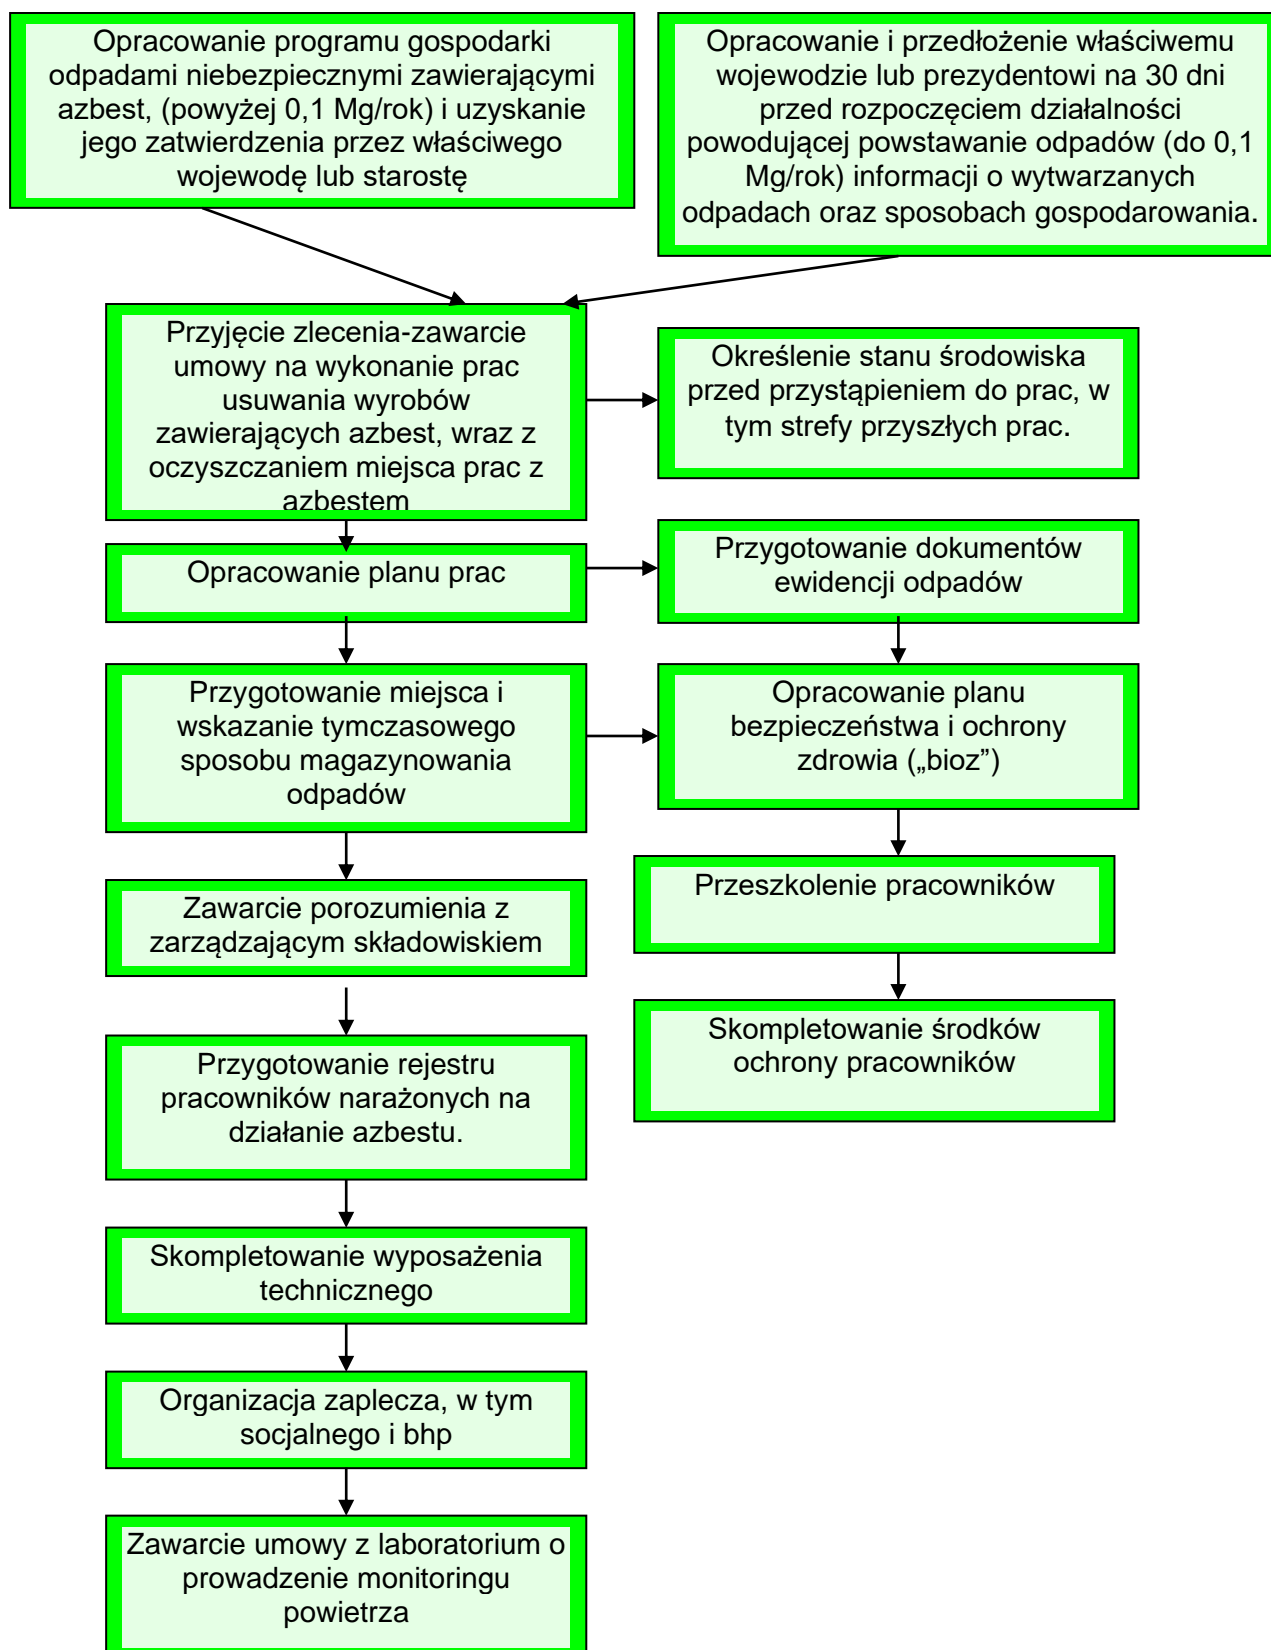 Opracowanie programu gospodarki
odpadami niebezpiecznymi zawierającymi
azbest, (powyżej 0,1 Mg/rok) i uzyskanie
jego zatwierdzenia przez właściwego
wojewodę lub starostę
Opracowanie i przedłożenie właściwemu
wojewodzie lub prezydentowi na 30 dni
przed rozpoczęciem działalności
powodującej powstawanie odpadów (do 0,1
Mg/rok) informacji o wytwarzanych
odpadach oraz sposobach gospodarowania.
Przyjęcie zlecenia-zawarcie
umowy na wykonanie prac
usuwania wyrobów
zawierających azbest, wraz z
oczyszczaniem miejsca prac z
azbestem
Określenie stanu środowiska
przed przystąpieniem do prac, w
tym strefy przyszłych prac.
Opracowanie planu prac
Przygotowanie dokumentów
ewidencji odpadów
Przygotowanie miejsca i
wskazanie tymczasowego
sposobu magazynowania
odpadów
Opracowanie planu
bezpieczeństwa i ochrony
zdrowia („bioz”)
Zawarcie porozumienia z
zarządzającym składowiskiem
Przeszkolenie pracowników
Przygotowanie rejestru
pracowników narażonych na
działanie azbestu.
Skompletowanie środków
ochrony pracowników
Skompletowanie wyposażenia
technicznego
Organizacja zaplecza, w tym
socjalnego i bhp
Zawarcie umowy z laboratorium o
prowadzenie monitoringu
powietrza